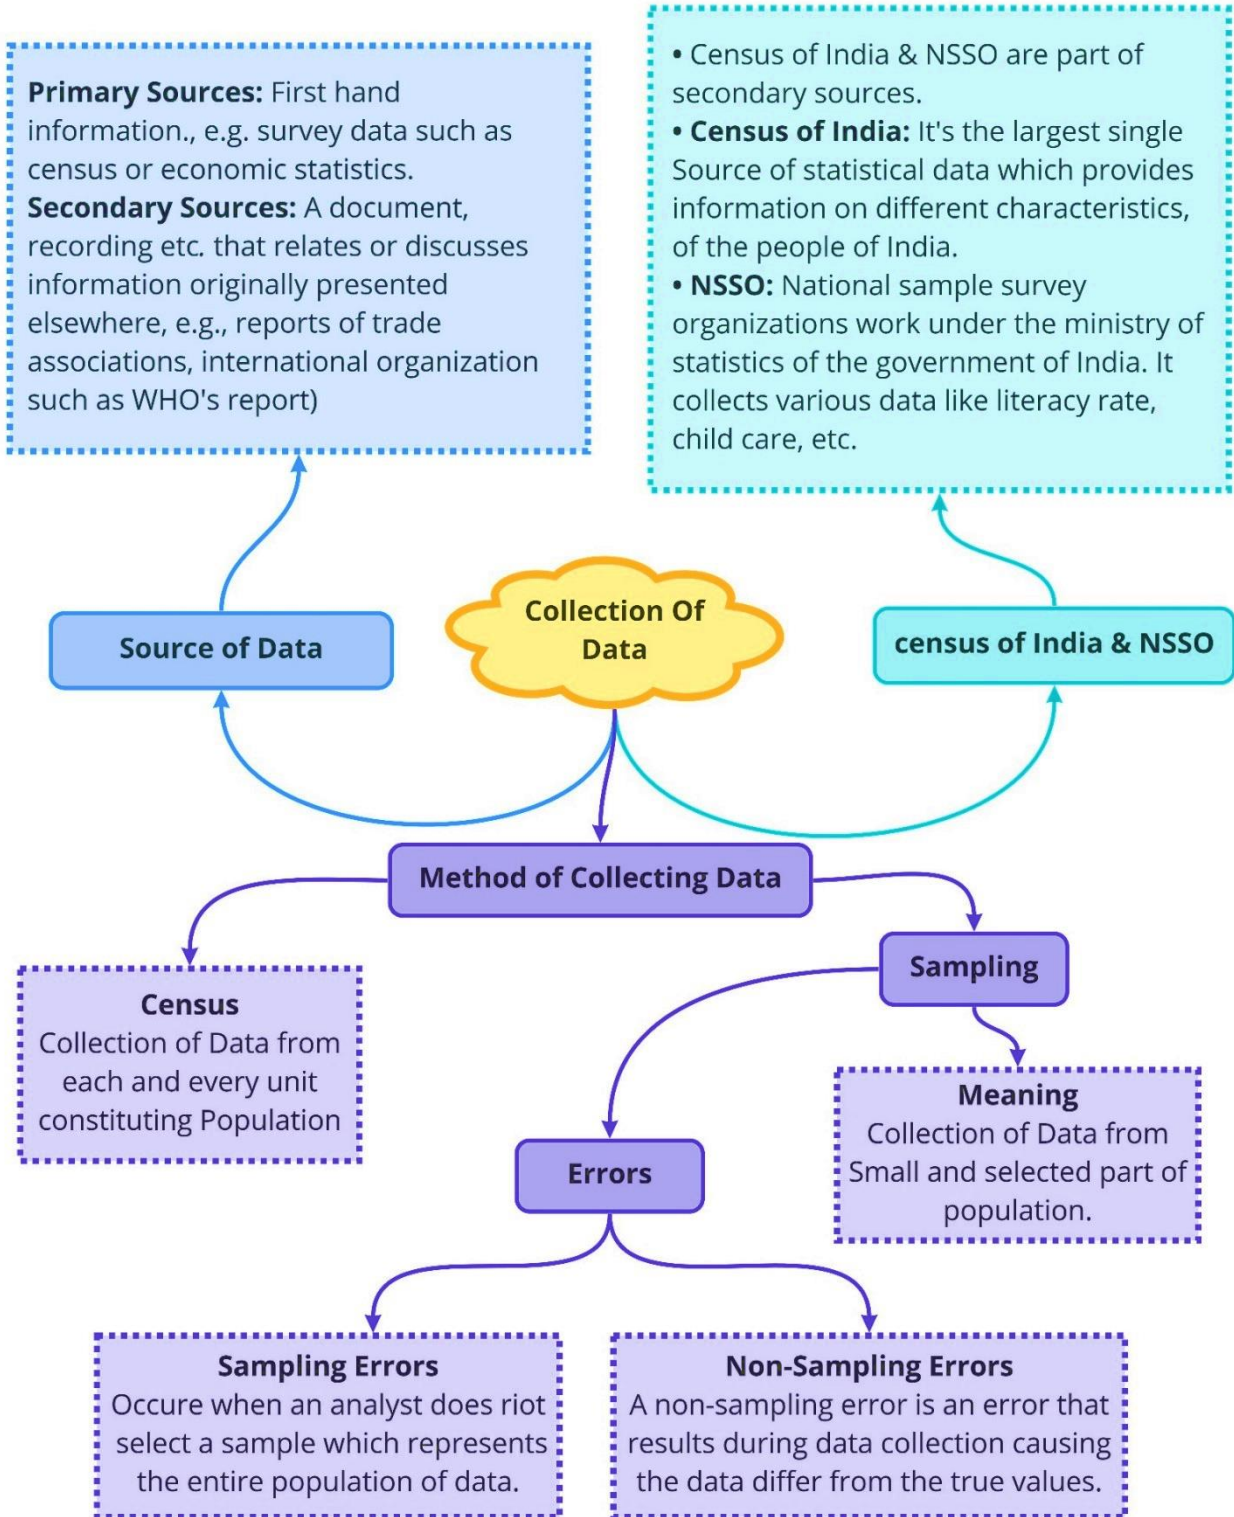 Primary Sources: First hand
information., e.g. survey data such as
census or economic statistics.
Secondary Sources: A document,
recording etc. that relates or discusses
information originally presented
elsewhere, e.g., reports of trade
associations, international organization
such as WHO's report)
• Census of India & NSSO are part of
secondary sources.
• Census of India: It's the largest single
Source of statistical data which provides
information on different characteristics,
of the people of India.
• NSSO: National sample survey
organizations work under the ministry of
statistics of the government of India. It
collects various data like literacy rate,
child care, etc.
Source of Data
Collection Of
Data
census of India & NSSO
Method of Collecting Data
Census
Collection of Data from
each and every unit
constituting Population
Sampling
Meaning
Collection of Data from
Small and selected part of
population.
Errors
Sampling Errors
Occure when an analyst does riot
select a sample which represents
the entire population of data.
Non-Sampling Errors
A non-sampling error is an error that
results during data collection causing
the data differ from the true values.